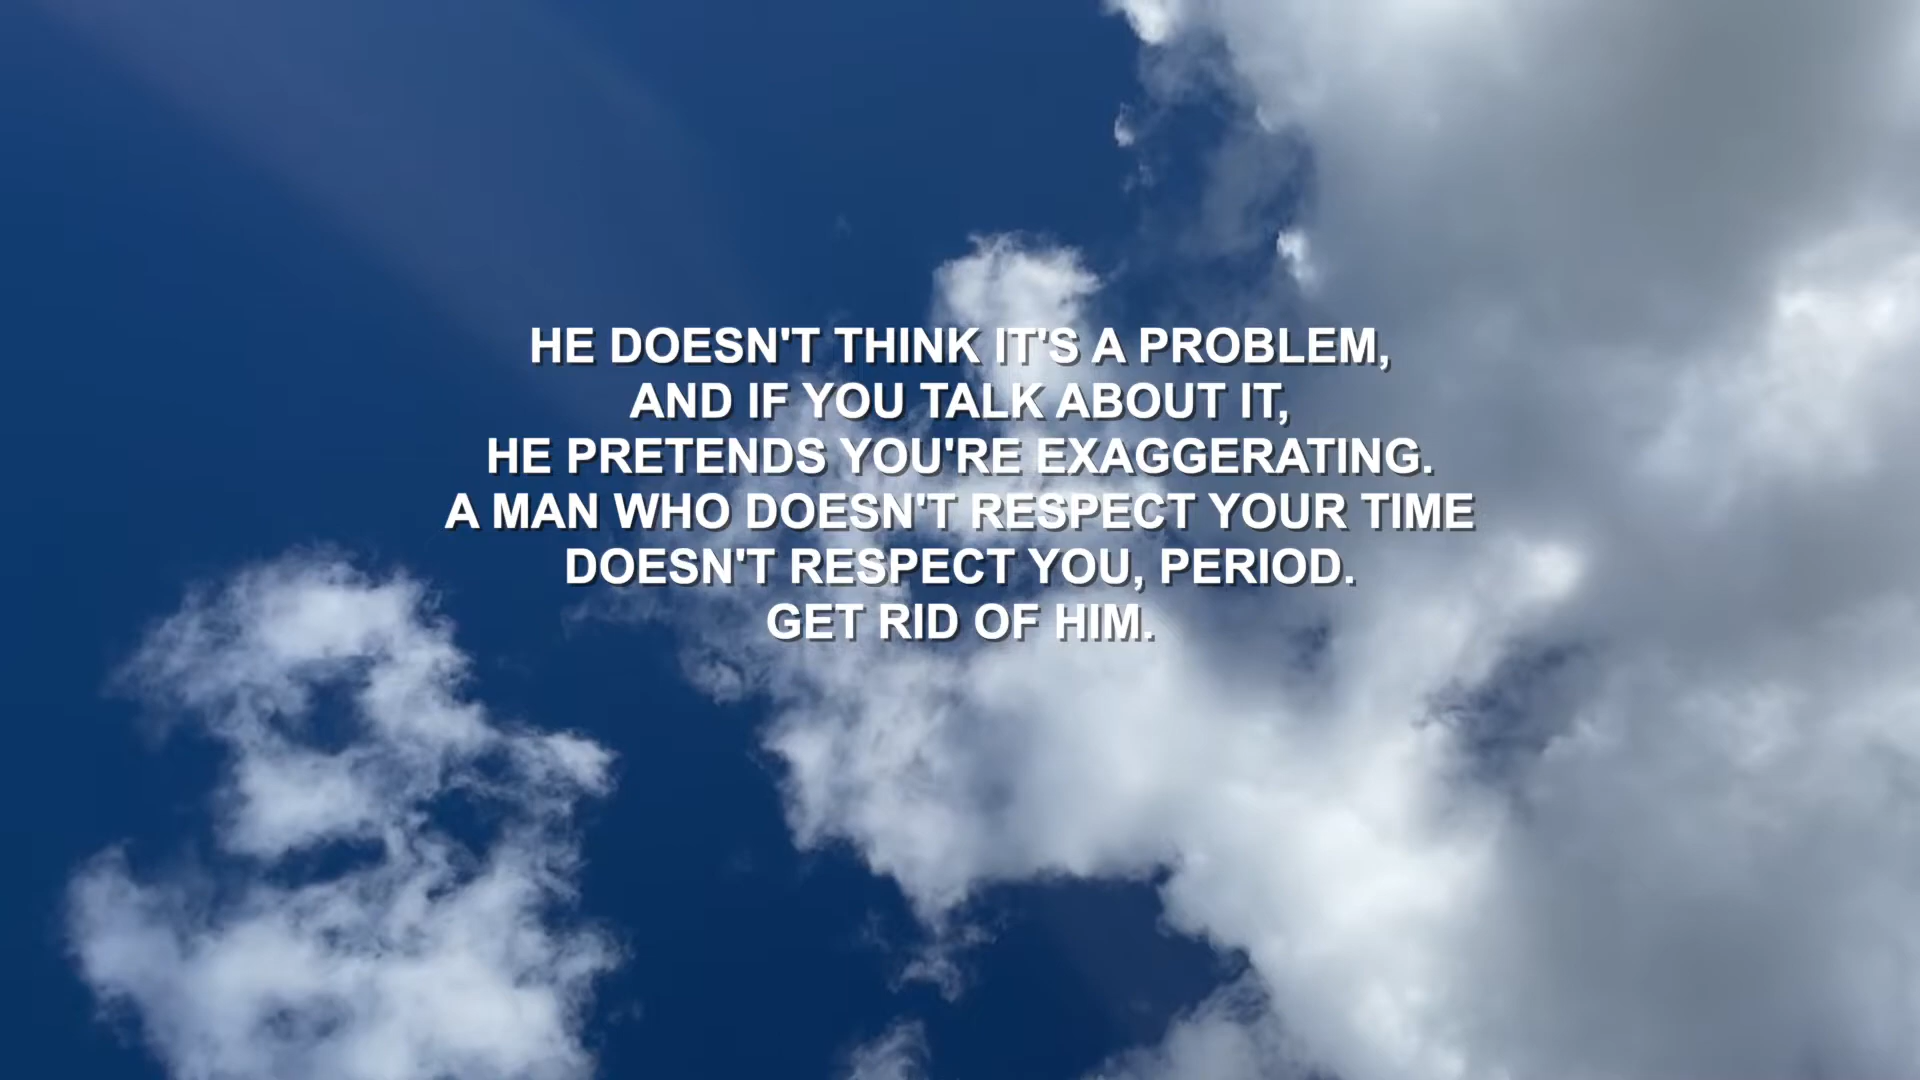 HE DOESN'T THINK IT'S A PROBLEM,
AND IF YOU TALK ABOUT IT,
HE PRETENDS YOU'RE EXAGGERATING.
A MAN WHO DOESN'T RESPECT YOUR TIME
DOESN'T RESPECT YOU, PERIOD.
GET RID OF HIM.